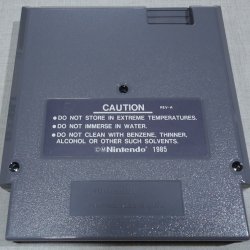 CAUTION REV-A
● DO NOT STORE IN EXTREME TEMPERATURES.
● DO NOT IMMERSE IN WATER.
● DO NOT CLEAN WITH BENZENE, THINNER,
ALCOHOL OR OTHER SUCH SOLVENTS.
©M Nintendo 1985